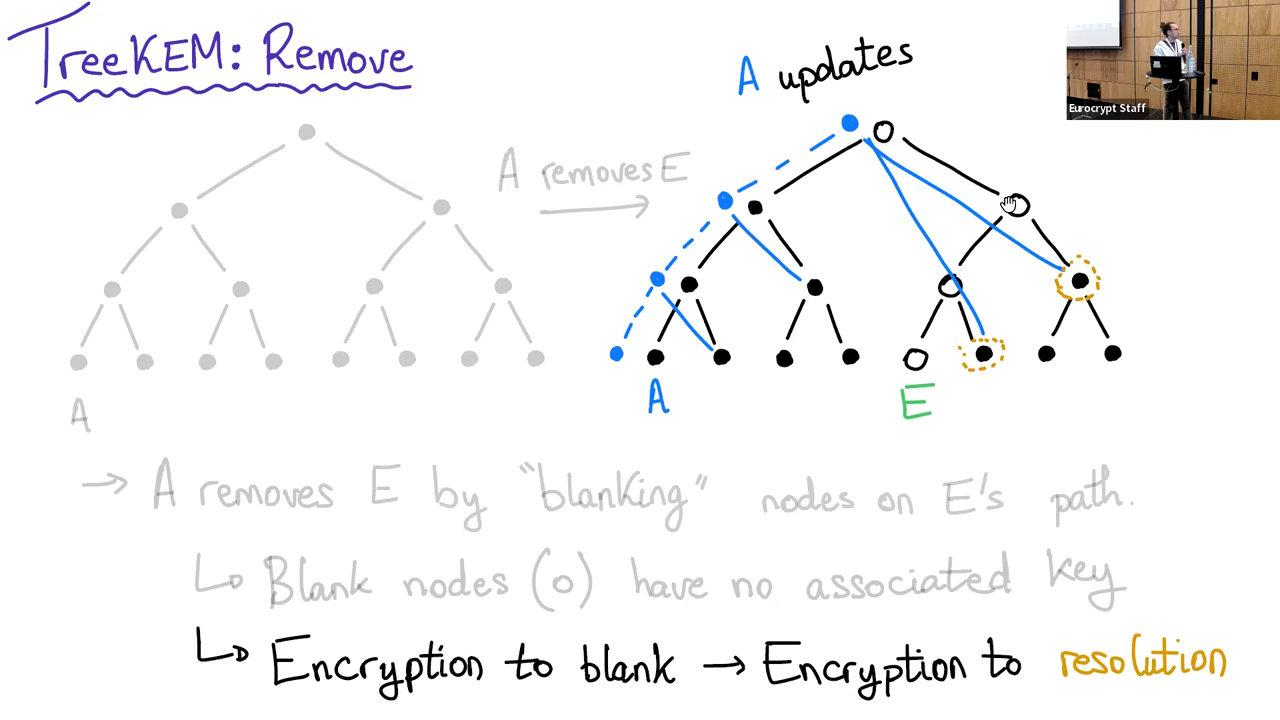 TreeKEM: Remove
A updates
Eurocrypt Staff
A removes E
A
A
E
→ A removes E by "blanking" nodes on E's path.
↳ Blank nodes (o) have no associated key
↳ Encryption to blank → Encryption to resolution